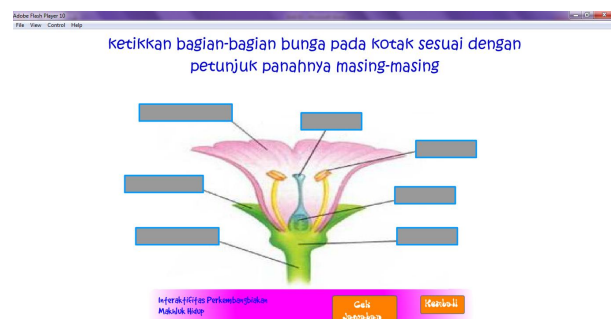 Adobe Flash Player 10
File View Control Help
ketikkan bagian-bagian bunga pada kotak sesuai dengan
petunjuk panahnya masing-masing
Interaktifitas Perkembangbiakan
Makhluk Hidup
Cek
Jawaban
Kembali